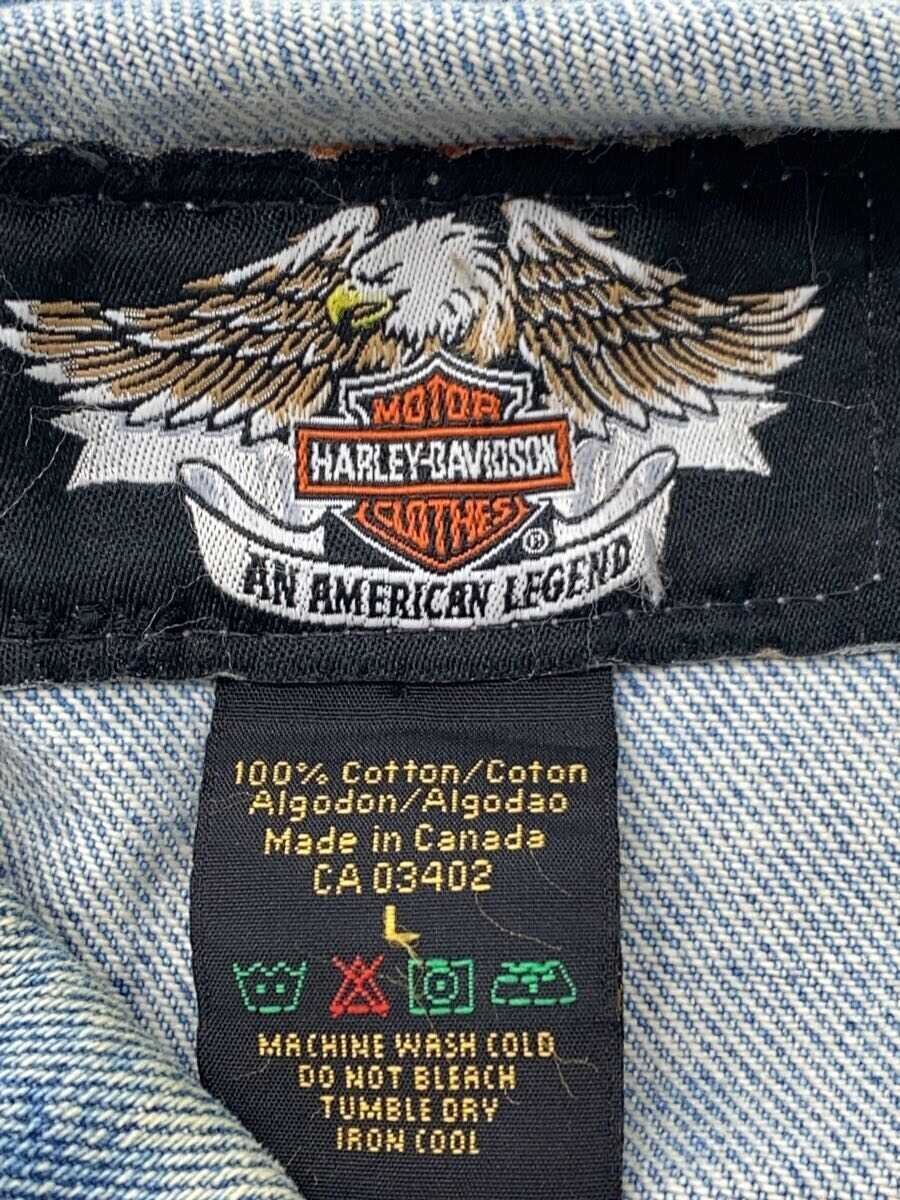 MOTOR
HARLEY-DAVIDSON
CLOTHES
®
AN AMERICAN LEGEND
100% Cotton/Coton
Algodon/Algodao
Made in Canada
CA 03402
L
MACHINE WASH COLD
DO NOT BLEACH
TUMBLE DRY
IRON COOL